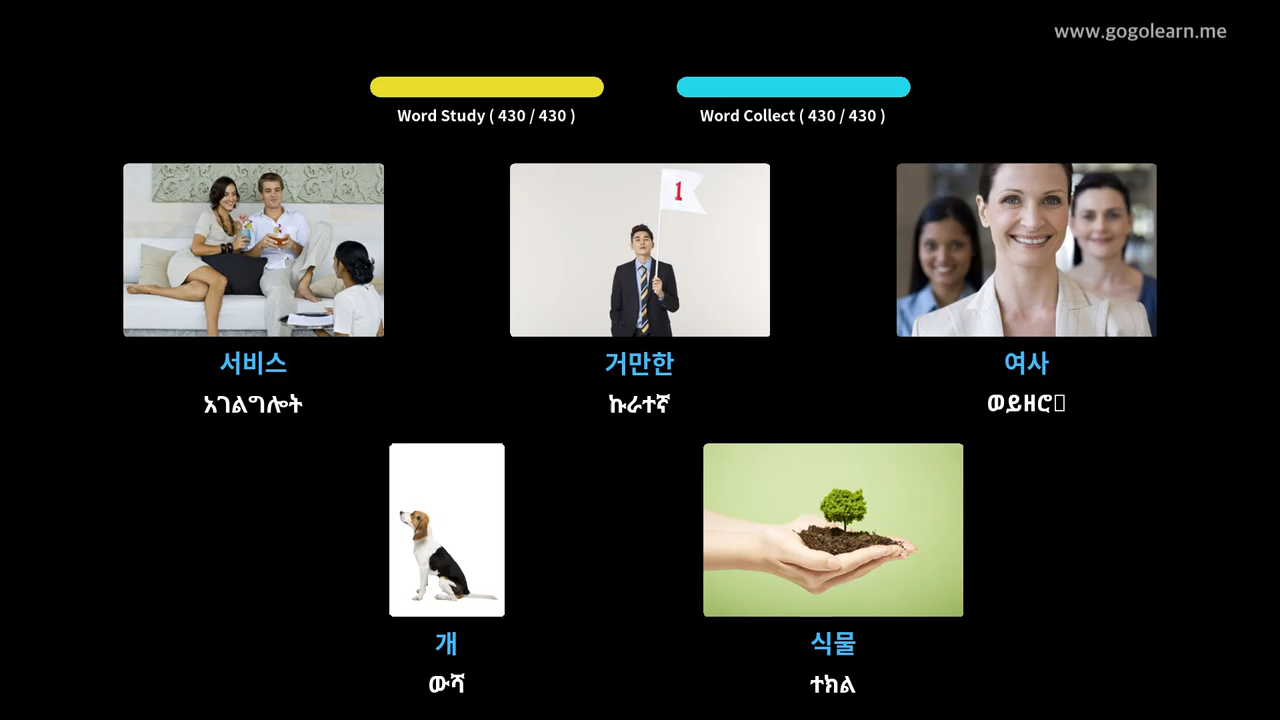 www.gogolearn.me
Word Study ( 430 / 430 )
Word Collect ( 430 / 430 )
1
서비스
거만한
여사
አገልግሎት
ኩራተኛ
ወይዘሮ
개
식물
ውሻ
ተክል